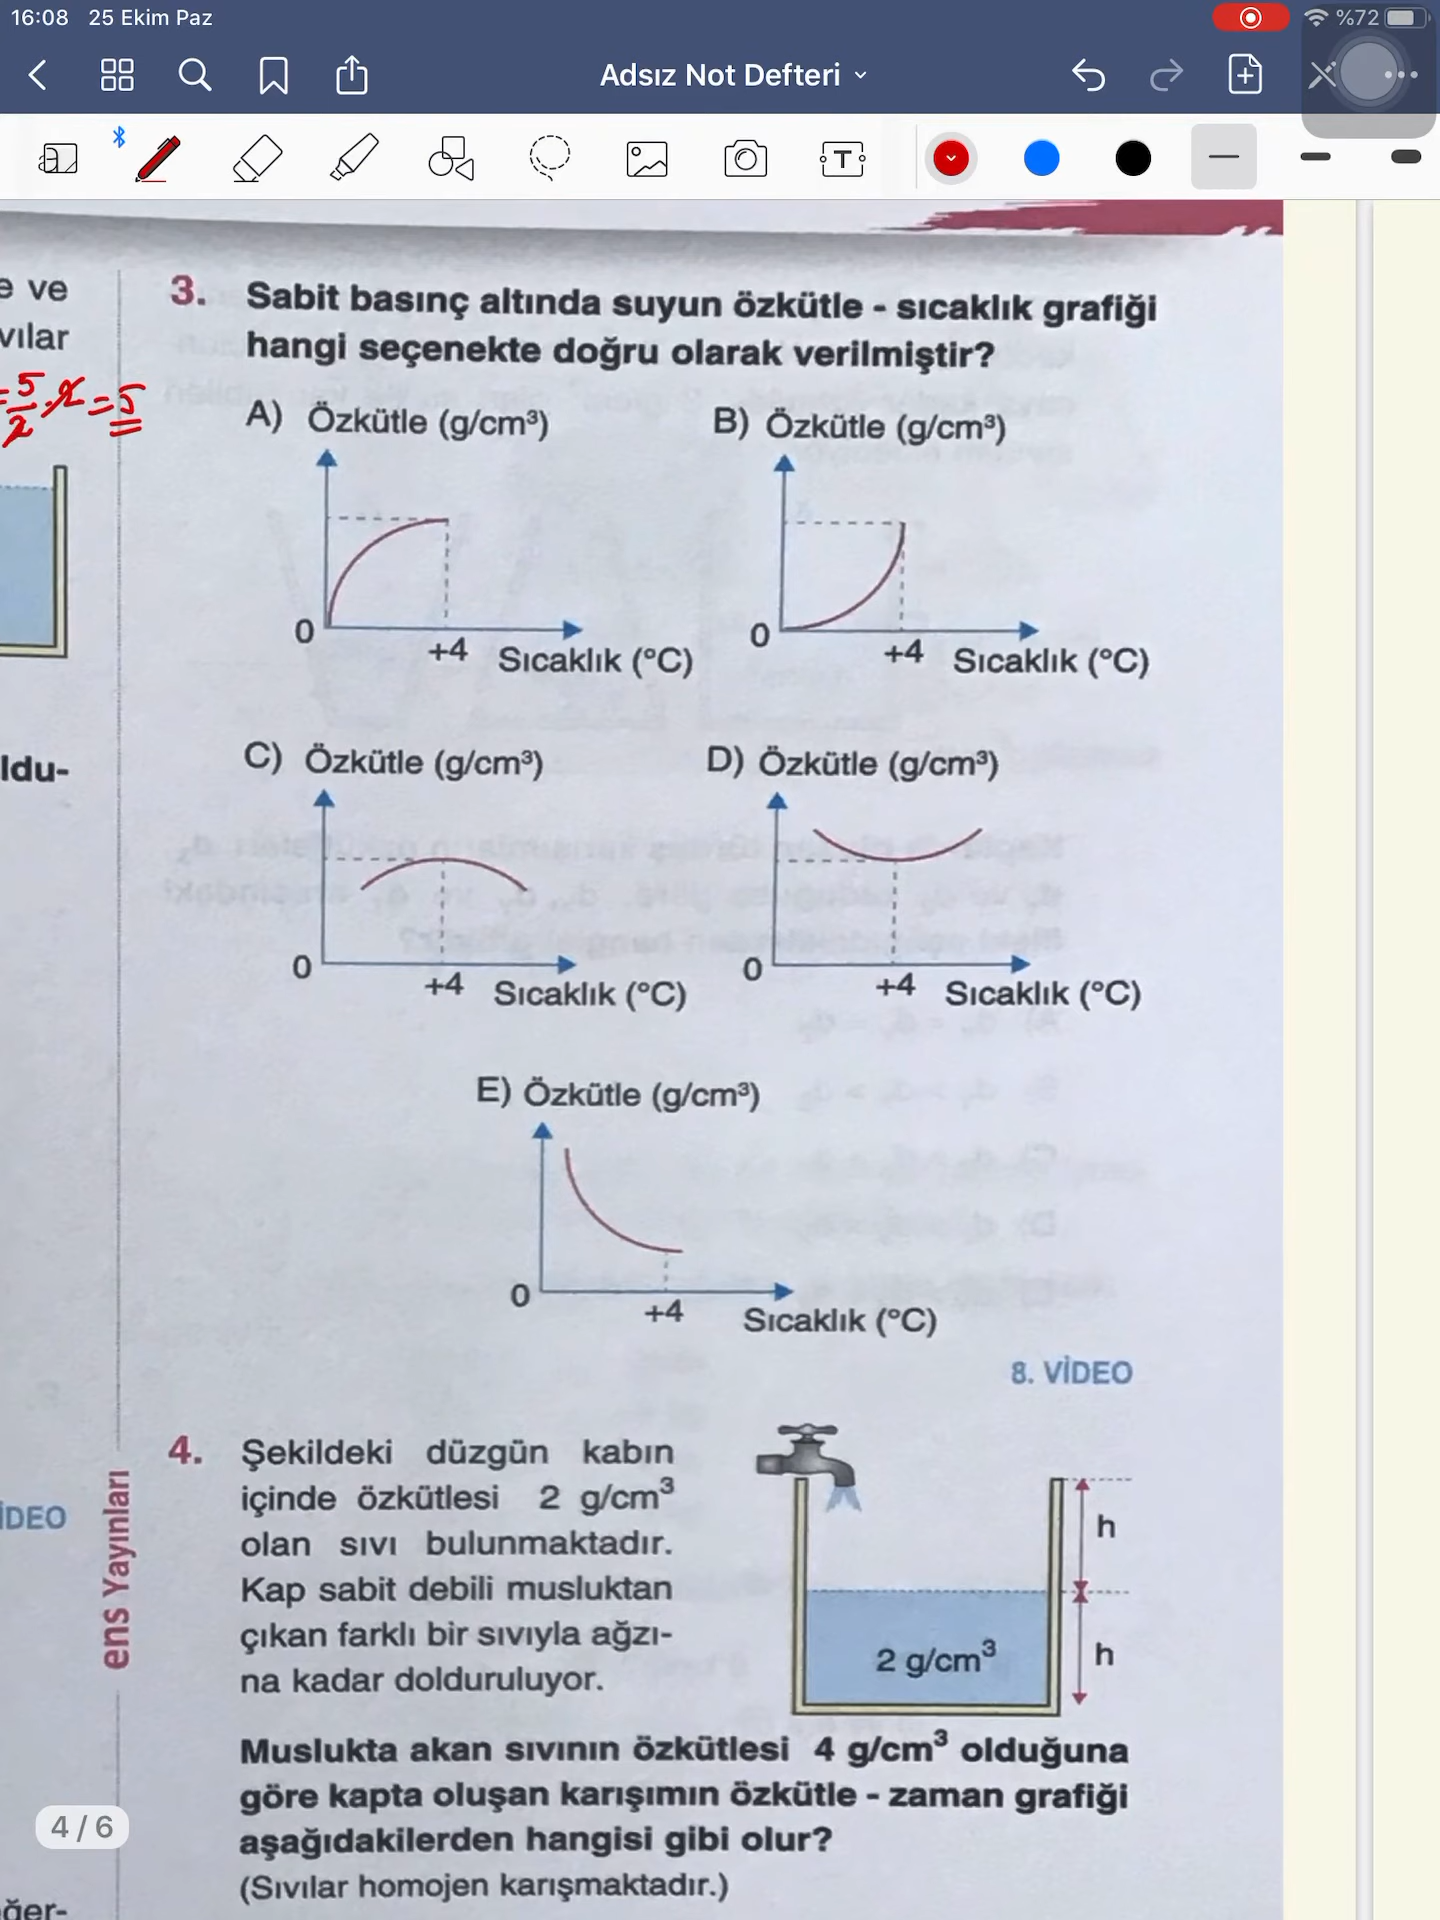 16:08 25 Ekim Paz
%72
Adsız Not Defteri
e ve
vılar
= 5/2 . 2 = 5
ldu-
İDEO
ens Yayınları
ğer-
3. Sabit basınç altında suyun özkütle - sıcaklık grafiği
hangi seçenekte doğru olarak verilmiştir?
A) Özkütle (g/cm³)
0
+4
Sıcaklık (°C)
B) Özkütle (g/cm³)
0
+4
Sıcaklık (°C)
C) Özkütle (g/cm³)
0
+4
Sıcaklık (°C)
D) Özkütle (g/cm³)
0
+4
Sıcaklık (°C)
E) Özkütle (g/cm³)
0
+4
Sıcaklık (°C)
8. VİDEO
4. Şekildeki düzgün kabın
içinde özkütlesi 2 g/cm³
olan sıvı bulunmaktadır.
Kap sabit debili musluktan
çıkan farklı bir sıvıyla ağzı-
na kadar dolduruluyor.
h
h
2 g/cm³
Muslukta akan sıvının özkütlesi 4 g/cm³ olduğuna
göre kapta oluşan karışımın özkütle - zaman grafiği
aşağıdakilerden hangisi gibi olur?
(Sıvılar homojen karışmaktadır.)
4 / 6